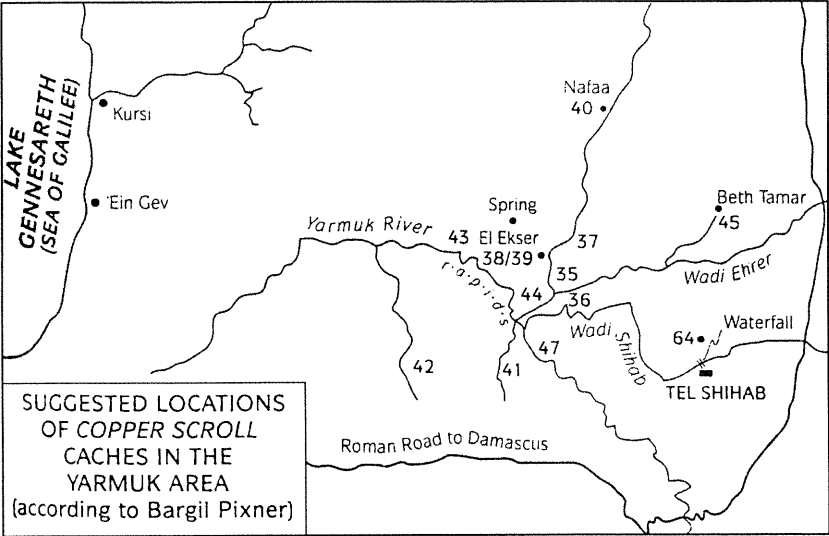 LAKE
GENNESARETH
(SEA OF GALILEE)
Kursi
'Ein Gev
Nafaa
40
Spring
Beth Tamar
45
Yarmuk River
43
El Ekser
38/39
37
35
r·a·p·i·d·s
44
36
Wadi Ehrer
Wadi Shihab
64
Waterfall
TEL SHIHAB
47
42
41
Roman Road to Damascus
SUGGESTED LOCATIONS
OF COPPER SCROLL
CACHES IN THE
YARMUK AREA
(according to Bargil Pixner)